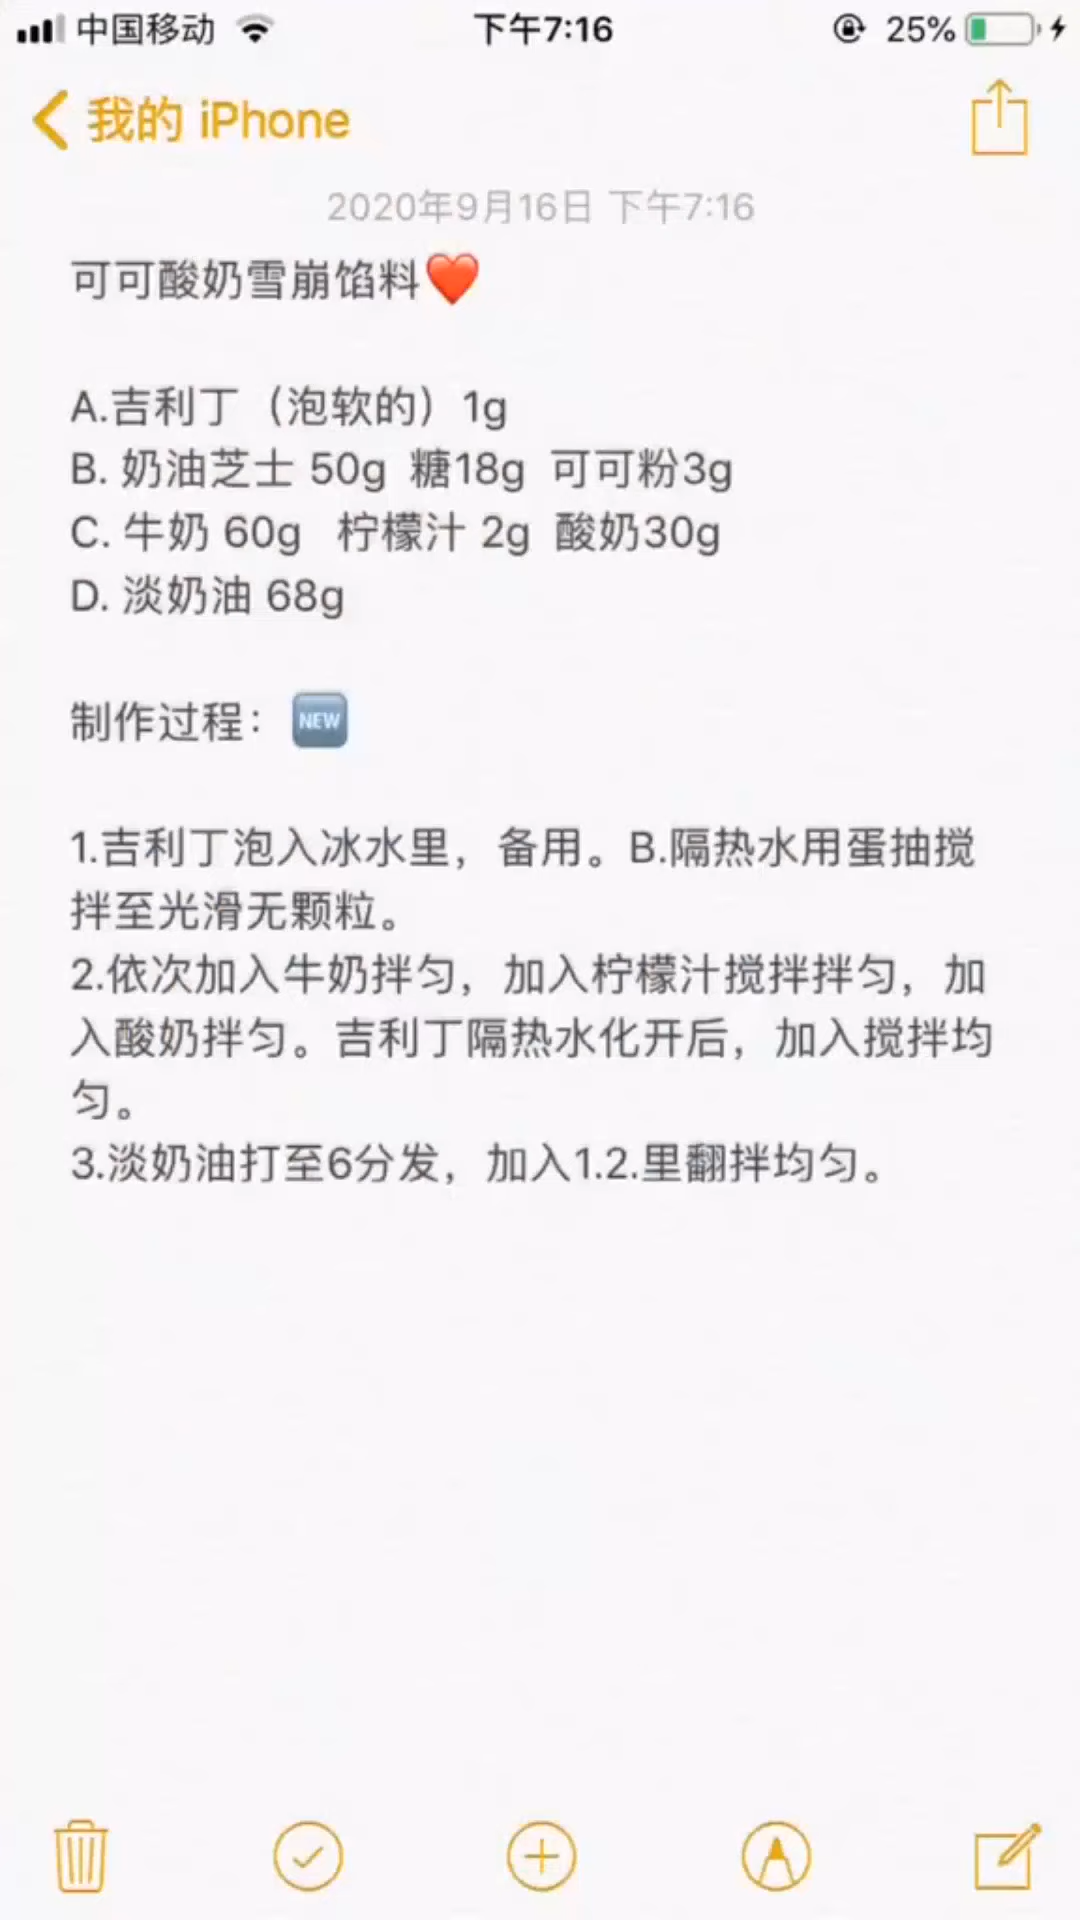 中国移动 下午7:16 25%
我的 iPhone
2020年9月16日 下午7:16
可可酸奶雪崩馅料❤️
A.吉利丁（泡软的）1g
B. 奶油芝士 50g 糖18g 可可粉3g
C. 牛奶 60g 柠檬汁 2g 酸奶30g
D. 淡奶油 68g
制作过程：🆕
1.吉利丁泡入冰水里，备用。B.隔热水用蛋抽搅
拌至光滑无颗粒。
2.依次加入牛奶拌匀，加入柠檬汁搅拌拌匀，加
入酸奶拌匀。吉利丁隔热水化开后，加入搅拌均
匀。
3.淡奶油打至6分发，加入1.2.里翻拌均匀。